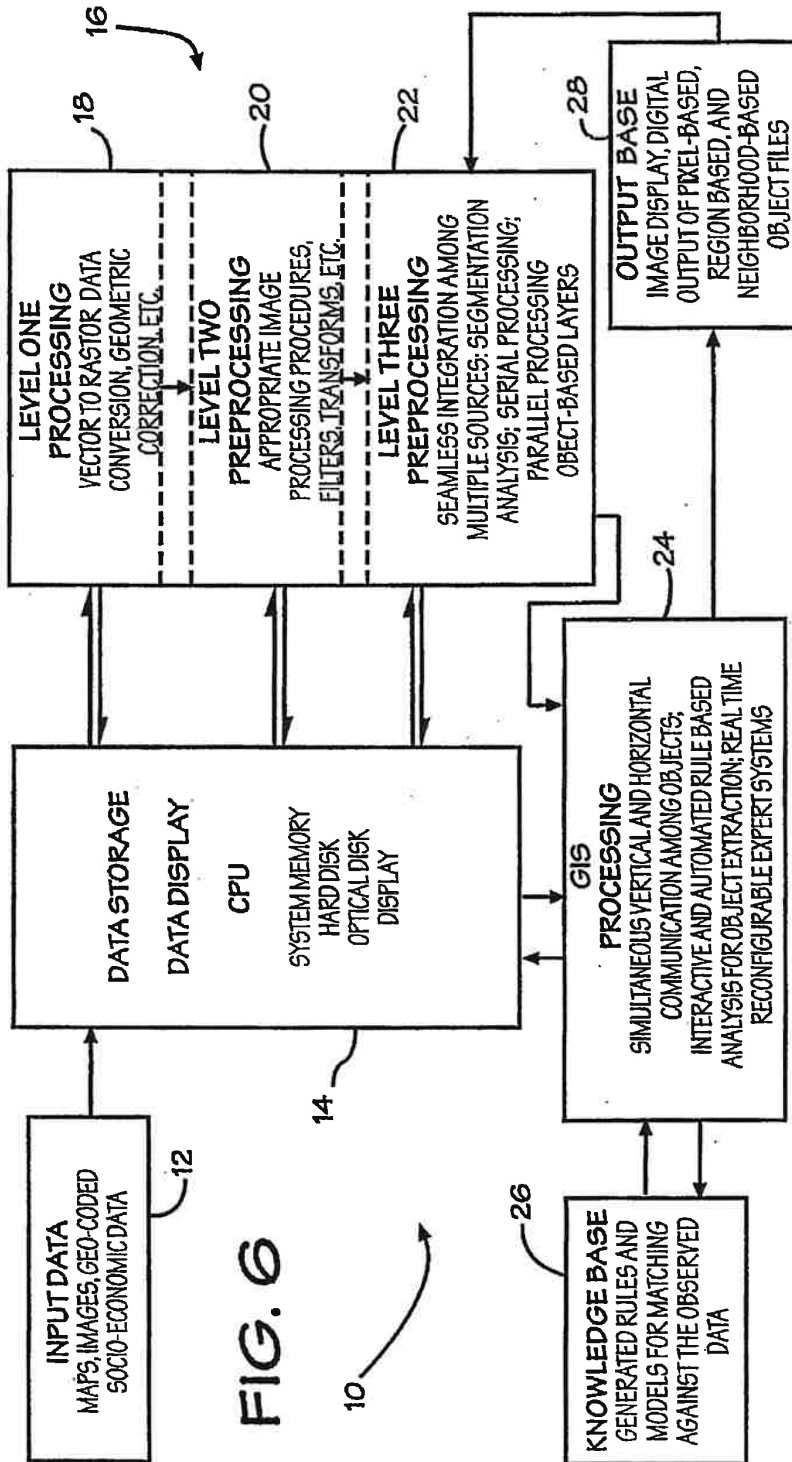 INPUT DATA
MAPS, IMAGES, GEO-CODED
SOCIO-ECONOMIC DATA
12
FIG. 6
10
DATA STORAGE
DATA DISPLAY
CPU
SYSTEM MEMORY
HARD DISK
OPTICAL DISK
DISPLAY
14
16
LEVEL ONE
PROCESSING
VECTOR TO RASTOR DATA
CONVERSION, GEOMETRIC
CORRECTION, ETC.
18
LEVEL TWO
PREPROCESSING
APPROPRIATE IMAGE
PROCESSING PROCEDURES,
FILTERS, TRANSFORMS, ETC.
20
LEVEL THREE
PREPROCESSING
SEAMLESS INTEGRATION AMONG
MULTIPLE SOURCES: SEGMENTATION
ANALYSIS; SERIAL PROCESSING;
PARALLEL PROCESSING
OBECT-BASED LAYERS
22
KNOWLEDGE BASE
GENERATED RULES AND
MODELS FOR MATCHING
AGAINST THE OBSERVED
DATA
26
GIS
PROCESSING
SIMULTANEOUS VERTICAL AND HORIZONTAL
COMMUNICATION AMONG OBJECTS;
INTERACTIVE AND AUTOMATED RULE BASED
ANALYSIS FOR OBJECT EXTRACTION; REAL TIME
RECONFIGURABLE EXPERT SYSTEMS
24
OUTPUT BASE
IMAGE DISPLAY, DIGITAL
OUTPUT OF PIXEL-BASED,
REGION BASED, AND
NEIGHBORHOOD-BASED
OBJECT FILES
28